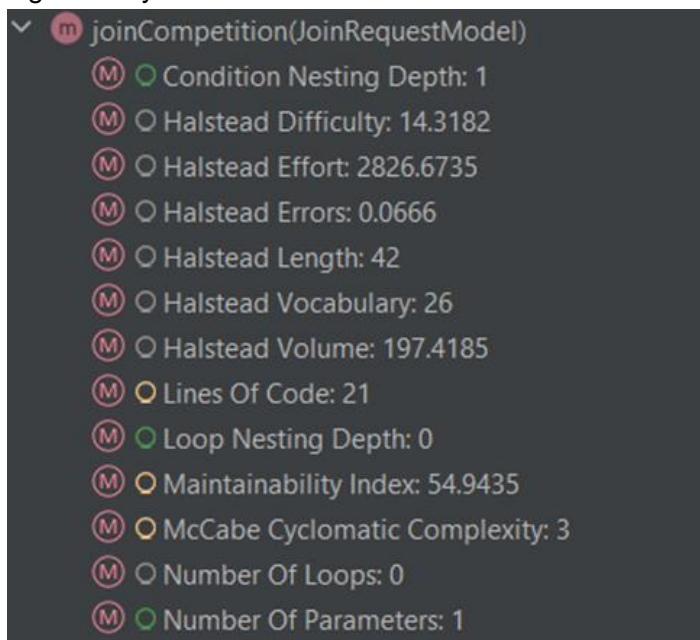 m joinCompetition(JoinRequestModel)
M Condition Nesting Depth: 1
M Halstead Difficulty: 14.3182
M Halstead Effort: 2826.6735
M Halstead Errors: 0.0666
M Halstead Length: 42
M Halstead Vocabulary: 26
M Halstead Volume: 197.4185
M Lines Of Code: 21
M Loop Nesting Depth: 0
M Maintainability Index: 54.9435
M McCabe Cyclomatic Complexity: 3
M Number Of Loops: 0
M Number Of Parameters: 1